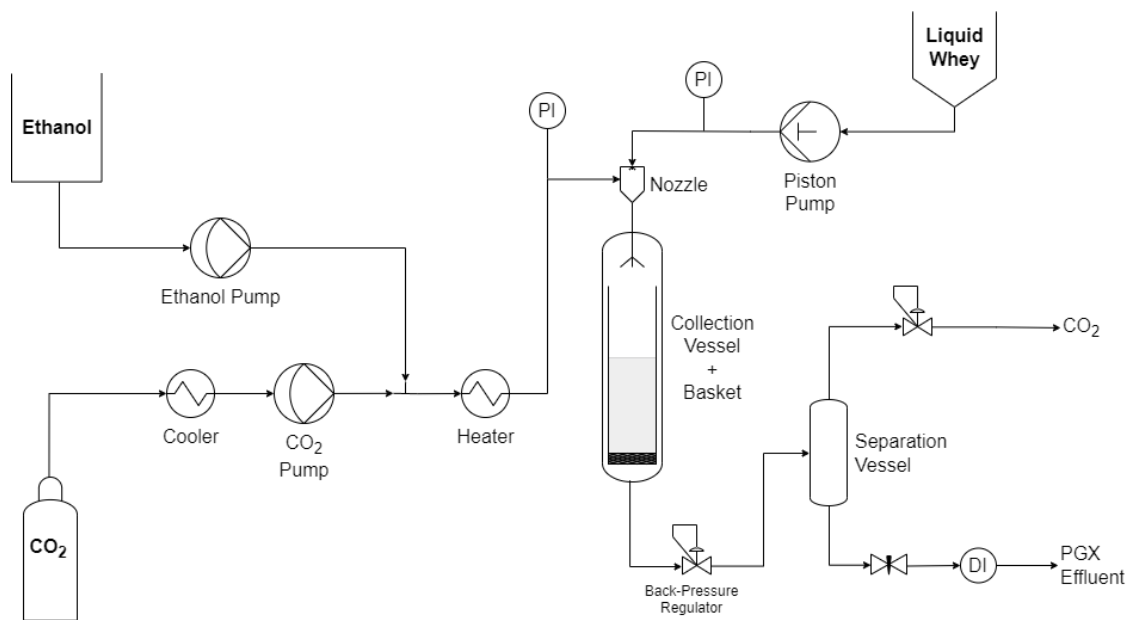 Liquid
Whey
PI
PI
Ethanol
Nozzle
Piston
Pump
Ethanol Pump
Collection
Vessel
+
Basket
CO₂
Cooler
CO₂
Pump
Heater
Separation
Vessel
CO₂
Back-Pressure
Regulator
DI
PGX
Effluent